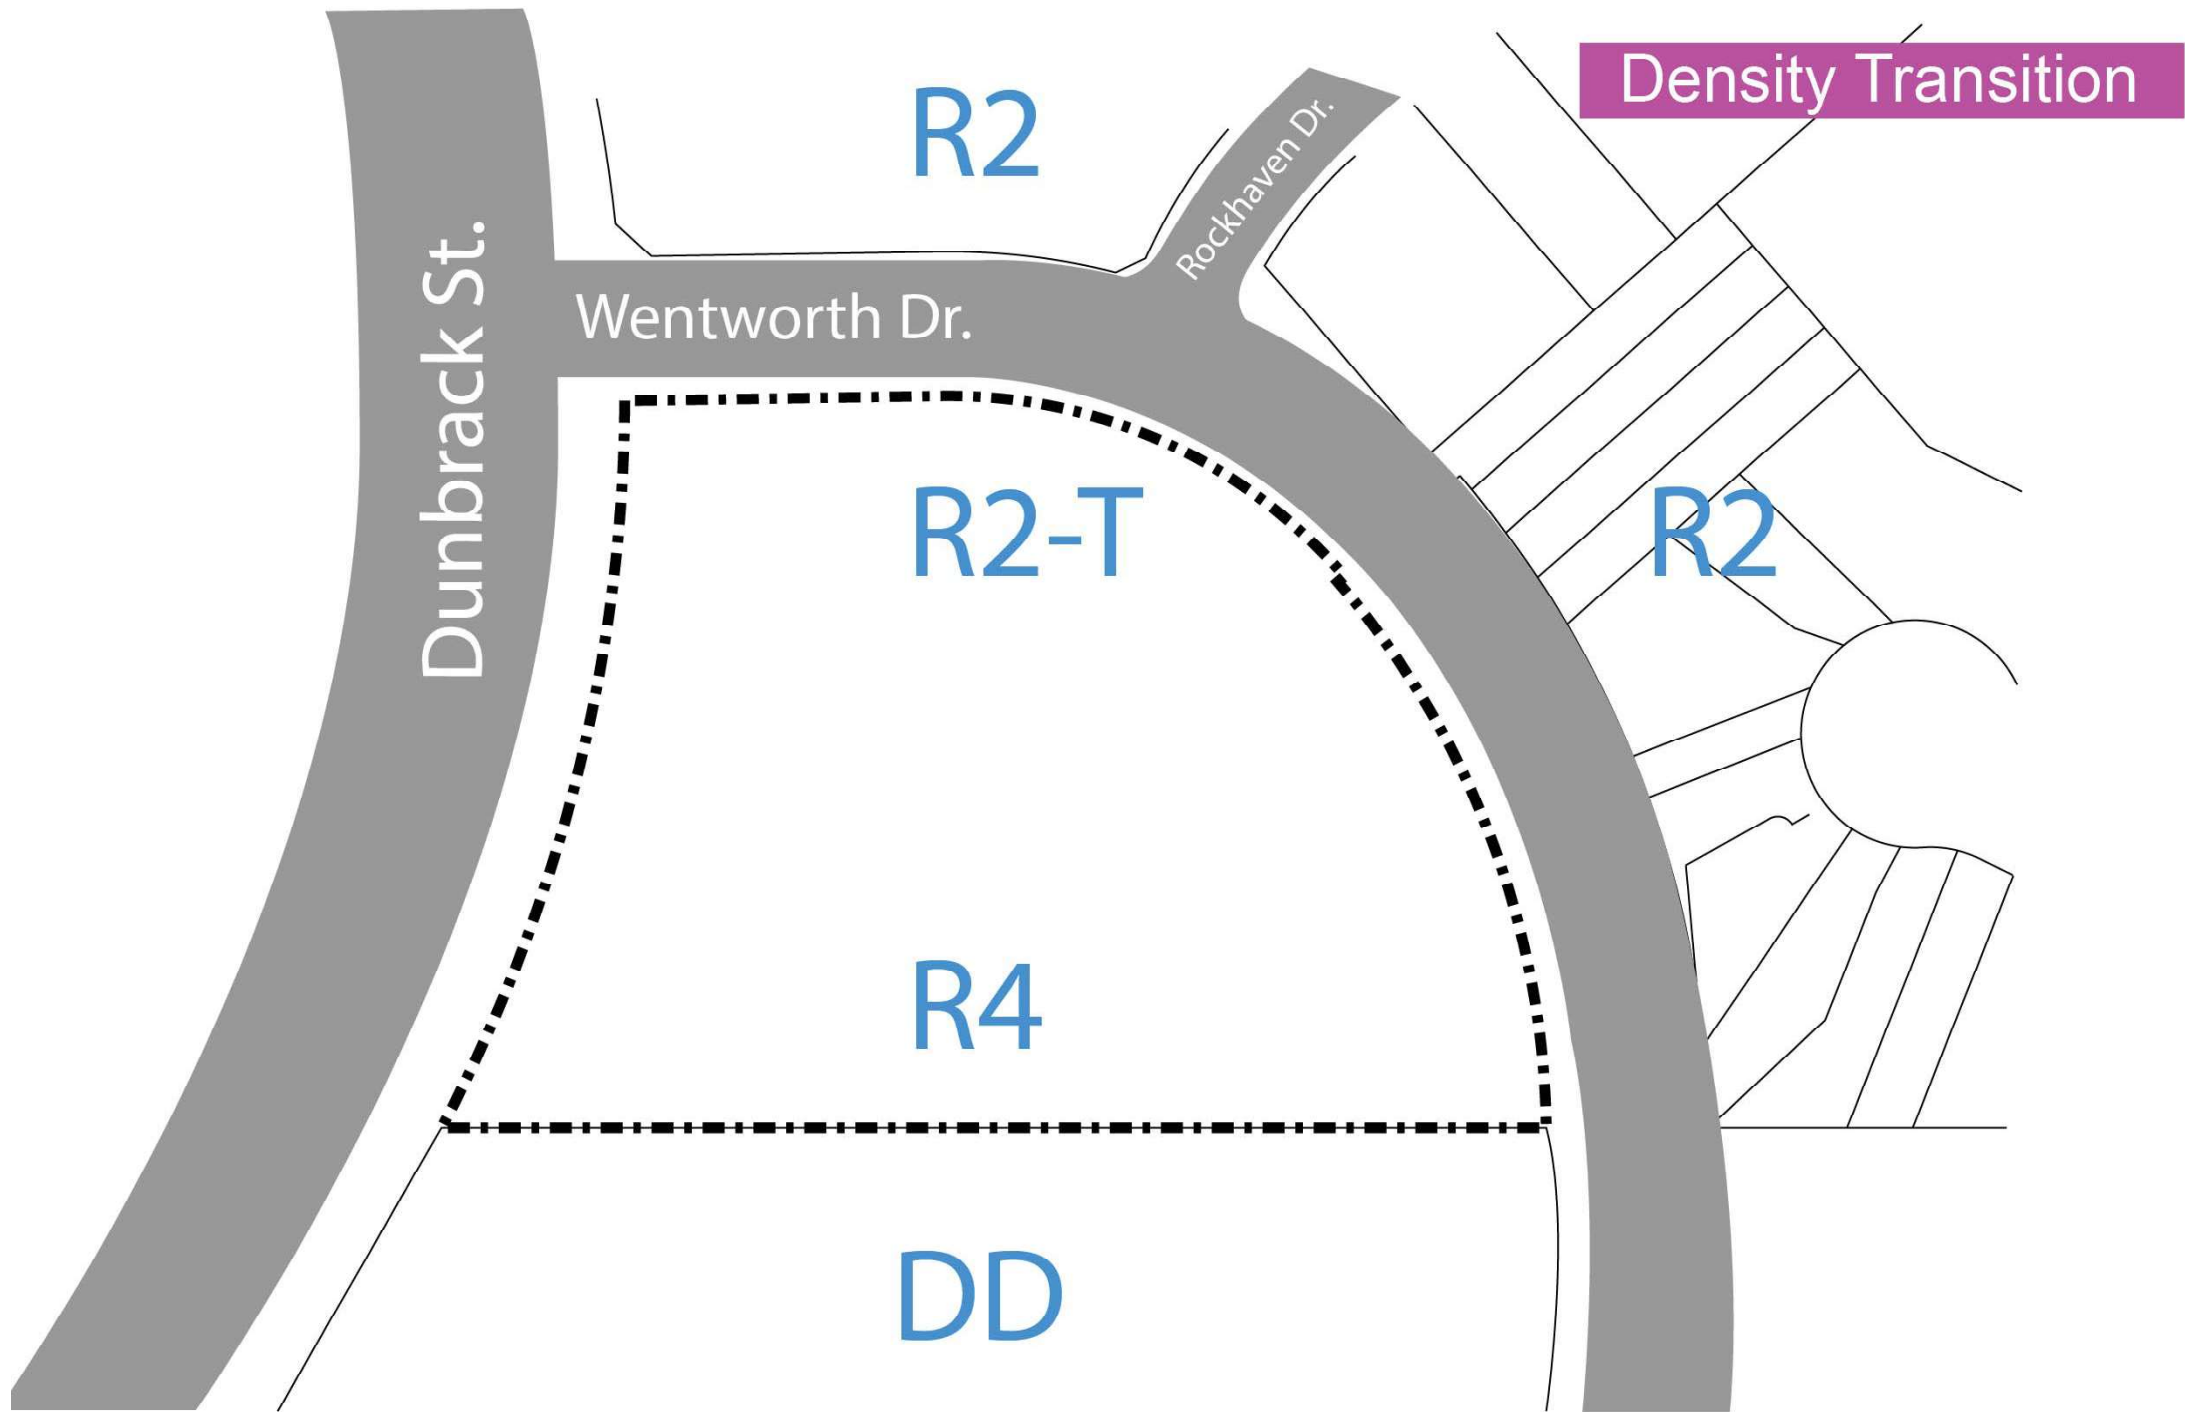 Density Transition
R2
Rockhaven Dr.
Dunbrack St.
Wentworth Dr.
R2-T
R2
R4
DD